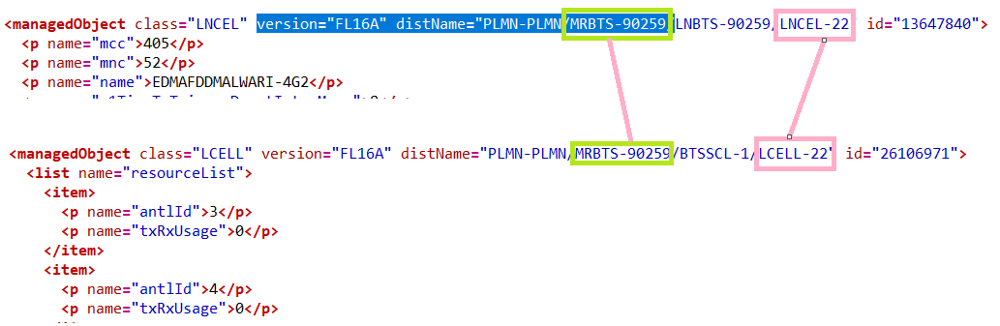 <managedObject class="LNCEL" version="FL16A" distName="PLMN-PLMN/MRBTS-90259/LNBTS-90259/LNCEL-22" id="13647840">
<p name="mcc">405</p>
<p name="mnc">52</p>
<p name="name">EDMAFDDMALWARI-4G2</p>
<managedObject class="LCELL" version="FL16A" distName="PLMN-PLMN/MRBTS-90259/BTSSCL-1/LCELL-22" id="26106971">
<list name="resourceList">
<item>
<p name="antlId">3</p>
<p name="txRxUsage">0</p>
</item>
<item>
<p name="antlId">4</p>
<p name="txRxUsage">0</p>